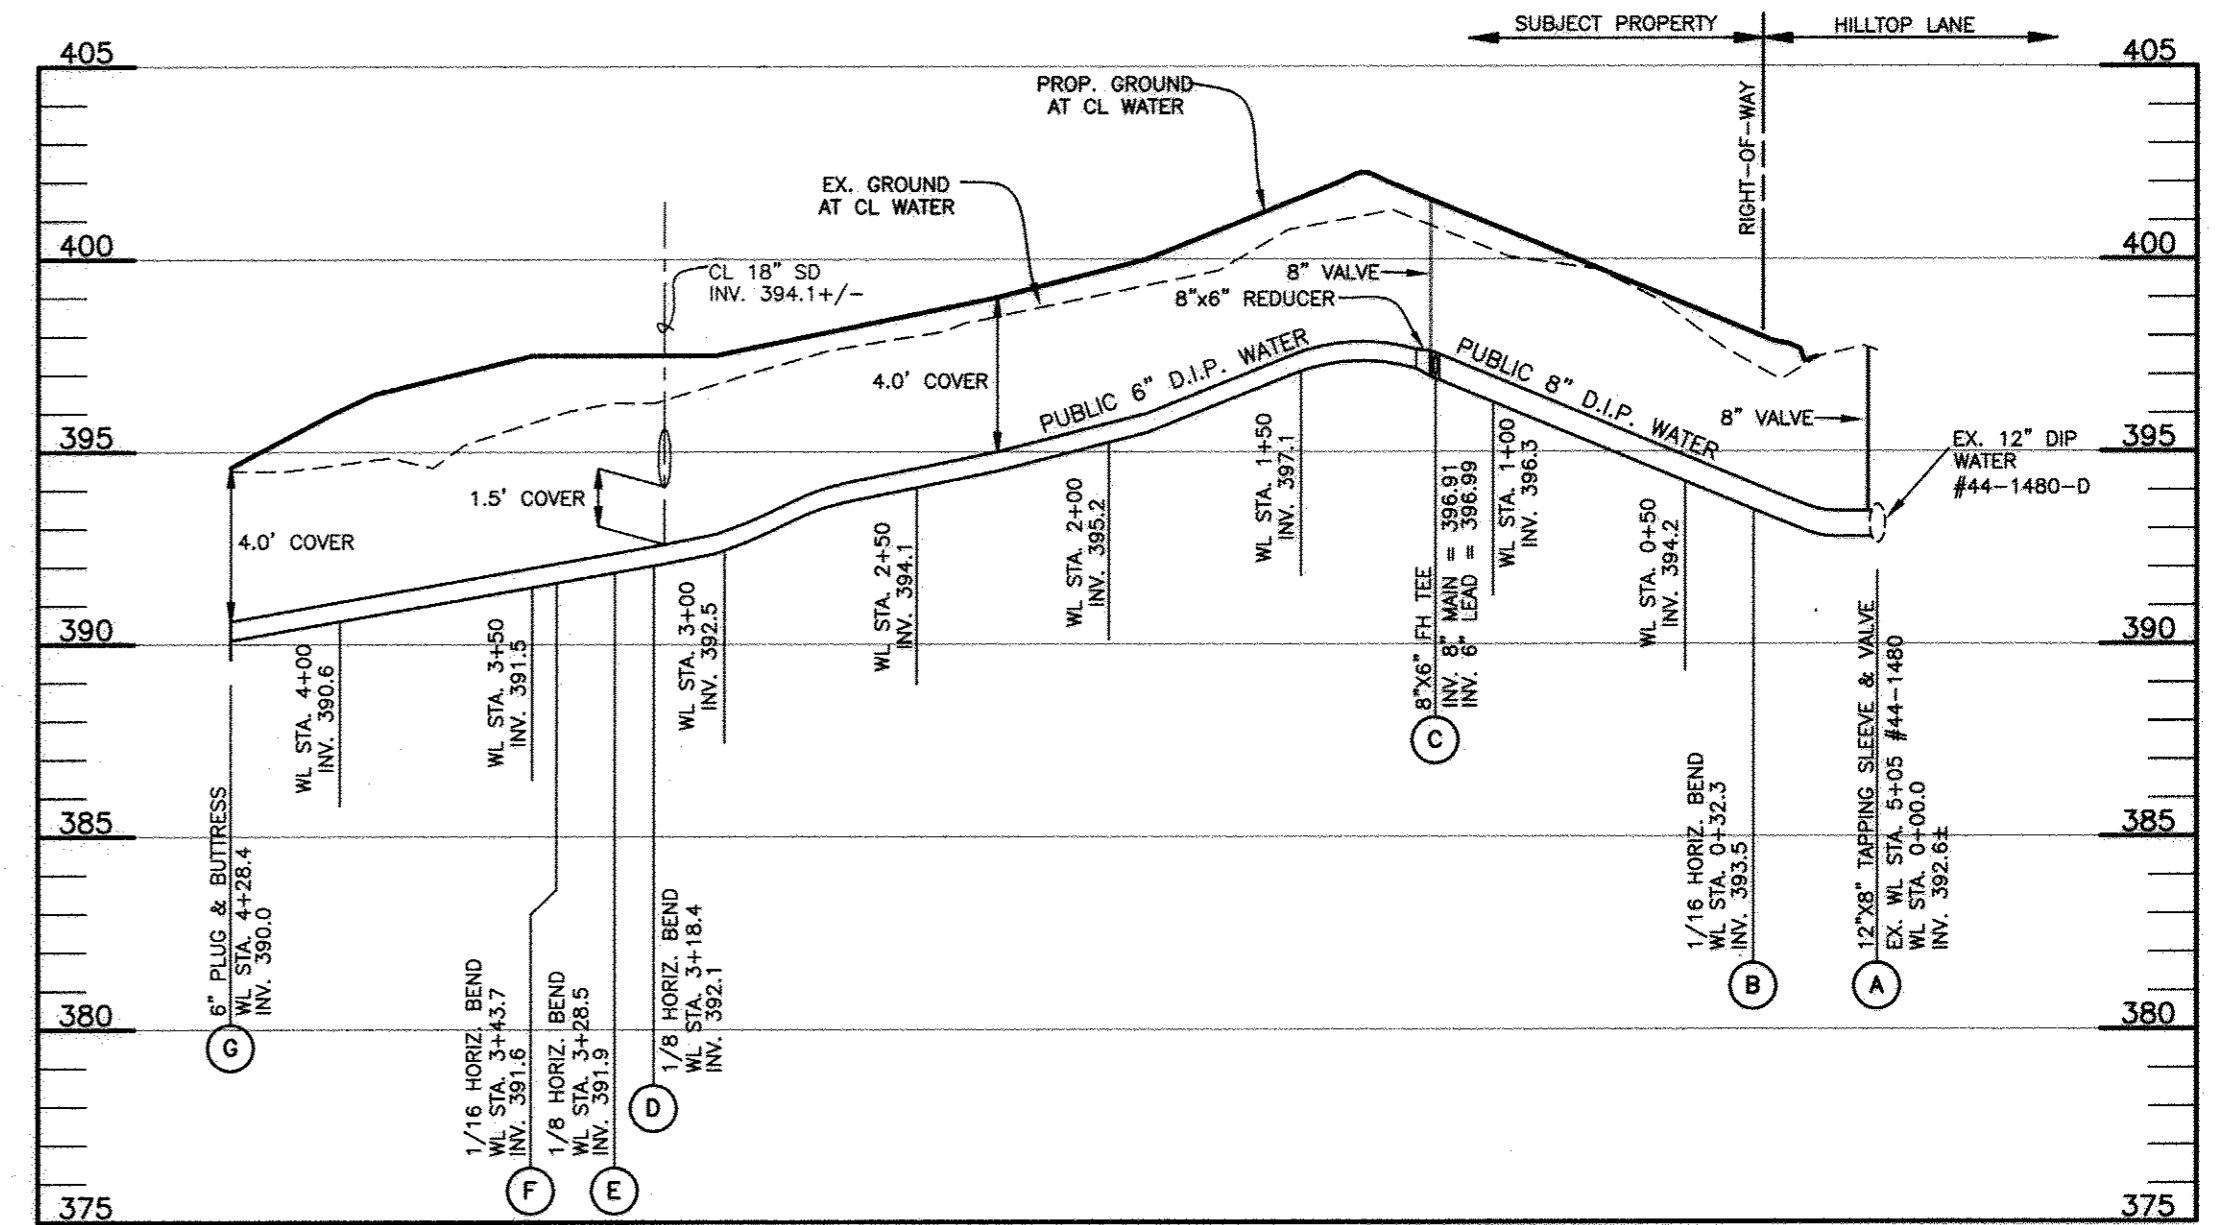 SUBJECT PROPERTY
HILLTOP LANE
405
405
PROP. GROUND
AT CL WATER
RIGHT-OF-WAY
EX. GROUND
AT CL WATER
400
400
CL 18" SD
INV. 394.1+/-
8" VALVE
8"x6" REDUCER
4.0' COVER
PUBLIC 6" D.I.P. WATER
PUBLIC 8" D.I.P. WATER
8" VALVE
395
395
EX. 12" DIP
WATER
#44-1480-D
1.5' COVER
4.0' COVER
390
390
WL STA. 4+00
INV. 390.6
WL STA. 3+50
INV. 391.5
WL STA. 3+00
INV. 392.5
WL STA. 2+50
INV. 394.1
WL STA. 2+00
INV. 395.2
WL STA. 1+50
INV. 397.1
8"X6" FH TEE
INV. 8" MAIN = 396.91
INV. 6" LEAD = 396.99
C
WL STA. 1+00
INV. 396.3
WL STA. 0+50
INV. 394.2
385
385
6" PLUG & BUTTRESS
WL STA. 4+28.4
INV. 390.0
G
1/16 HORIZ. BEND
WL STA. 3+43.7
INV. 391.6
F
1/8 HORIZ. BEND
WL STA. 3+28.5
INV. 391.9
E
1/8 HORIZ. BEND
WL STA. 3+18.4
INV. 392.1
D
1/16 HORIZ. BEND
WL STA. 0+32.3
INV. 393.5
B
12"X8" TAPPING SLEEVE & VALVE
EX. WL STA. 5+05 #44-1480
WL STA. 0+00.0
INV. 392.6±
A
380
380
375
375